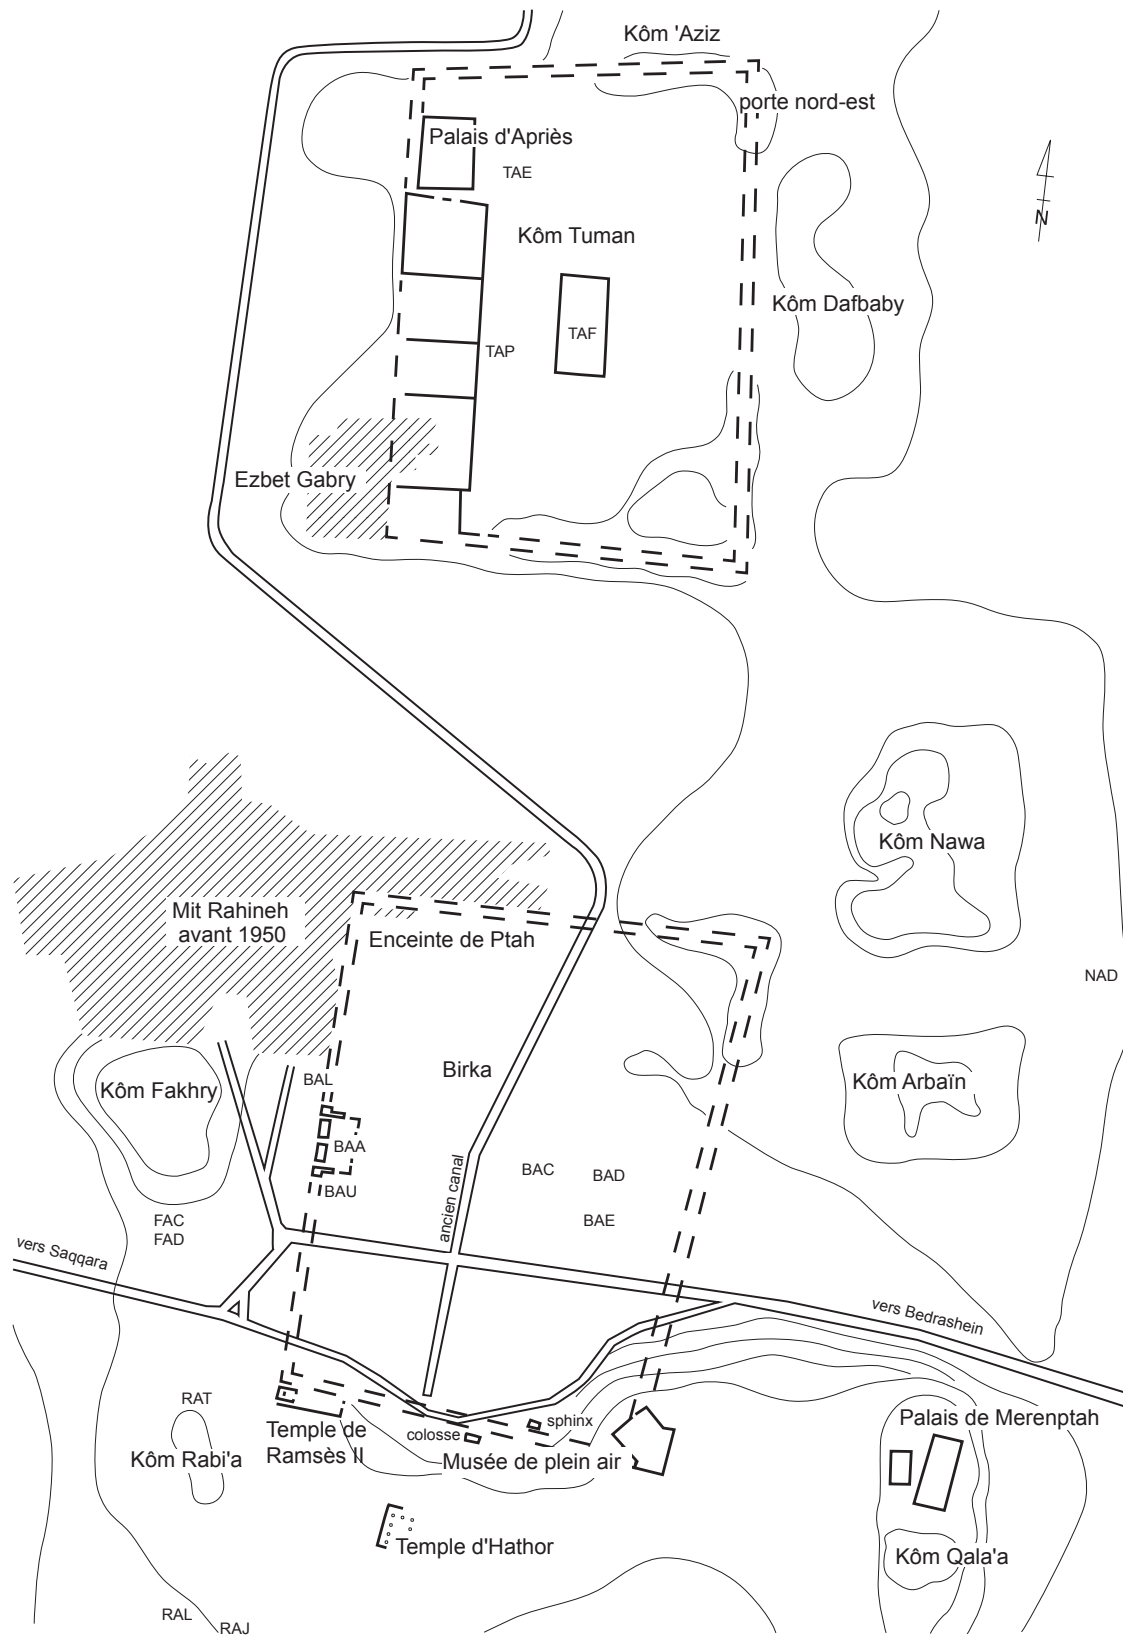 Kôm 'Aziz
porte nord-est
Palais d'Apriès
TAE
N
Kôm Tuman
Kôm Dafbaby
TAF
TAP
Ezbet Gabry
Kôm Nawa
Mit Rahineh
avant 1950
Enceinte de Ptah
NAD
Birka
BAL
Kôm Fakhry
Kôm Arbaïn
BAA
BAC
BAD
BAU
ancien canal
FAC
FAD
BAE
vers Saqqara
vers Bedrashein
RAT
Temple de
Ramsès II
colosse
sphinx
Palais de Merenptah
Kôm Rabi'a
Musée de plein air
Temple d'Hathor
Kôm Qala'a
RAL
RAJ